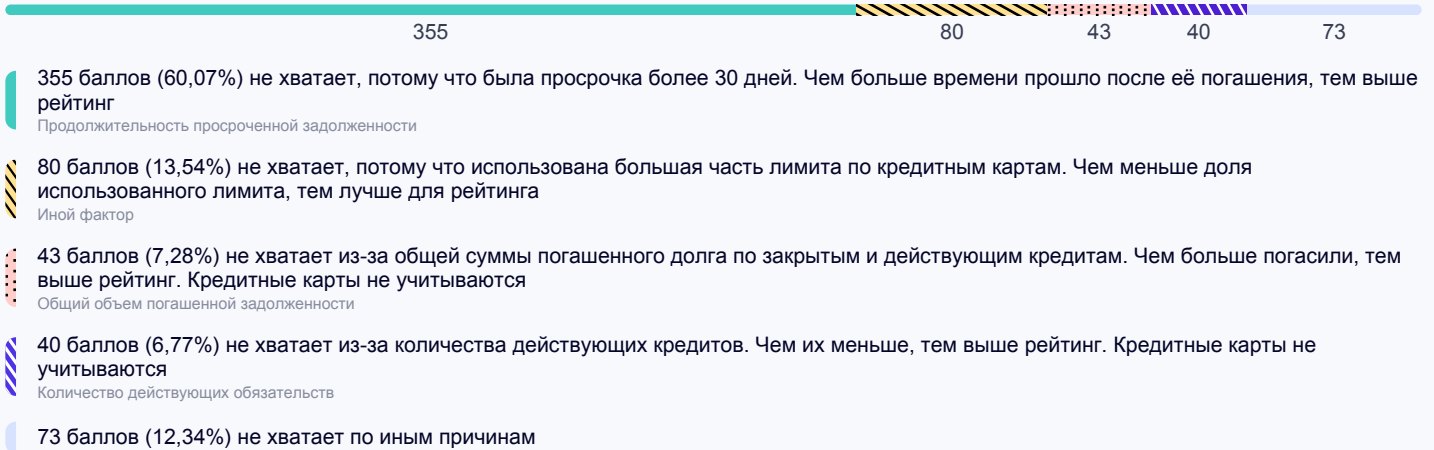 355 80 43 40 73
355 баллов (60,07%) не хватает, потому что была просрочка более 30 дней. Чем больше времени прошло после её погашения, тем выше
рейтинг
Продолжительность просроченной задолженности
80 баллов (13,54%) не хватает, потому что использована большая часть лимита по кредитным картам. Чем меньше доля
использованного лимита, тем лучше для рейтинга
Иной фактор
43 баллов (7,28%) не хватает из-за общей суммы погашенного долга по закрытым и действующим кредитам. Чем больше погасили, тем
выше рейтинг. Кредитные карты не учитываются
Общий объем погашенной задолженности
40 баллов (6,77%) не хватает из-за количества действующих кредитов. Чем их меньше, тем выше рейтинг. Кредитные карты не
учитываются
Количество действующих обязательств
73 баллов (12,34%) не хватает по иным причинам